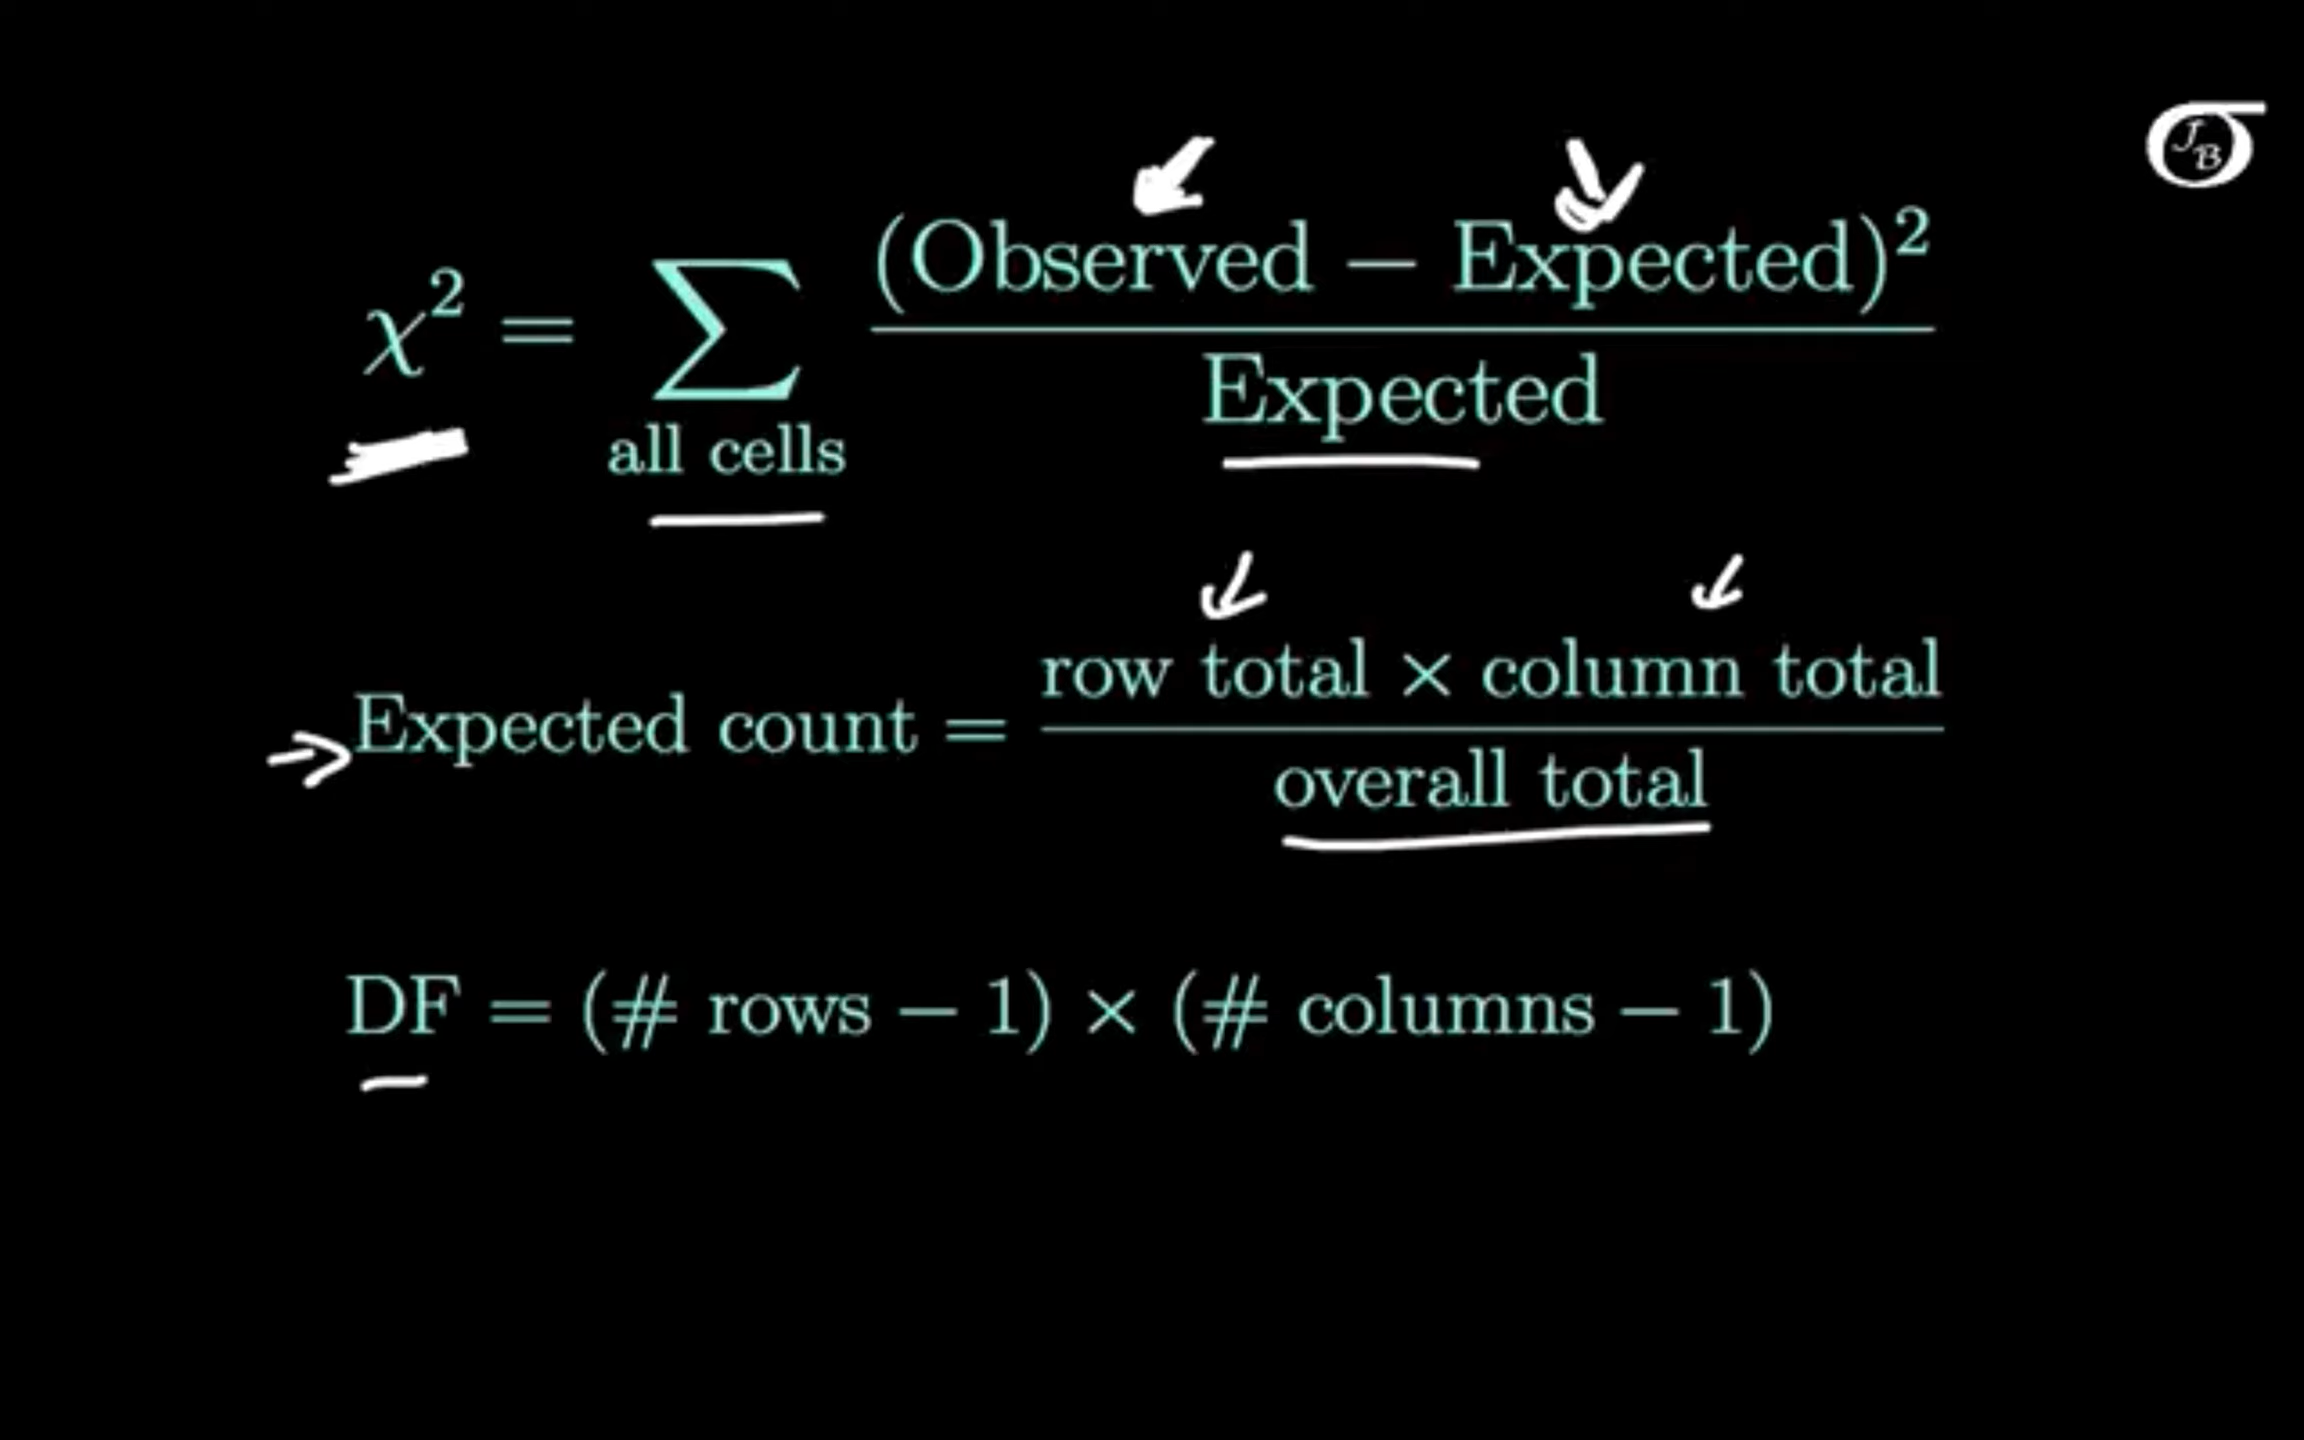 JB
χ² = ∑ all cells (Observed − Expected)² / Expected
Expected count = row total × column total / overall total
DF = (# rows − 1) × (# columns − 1)